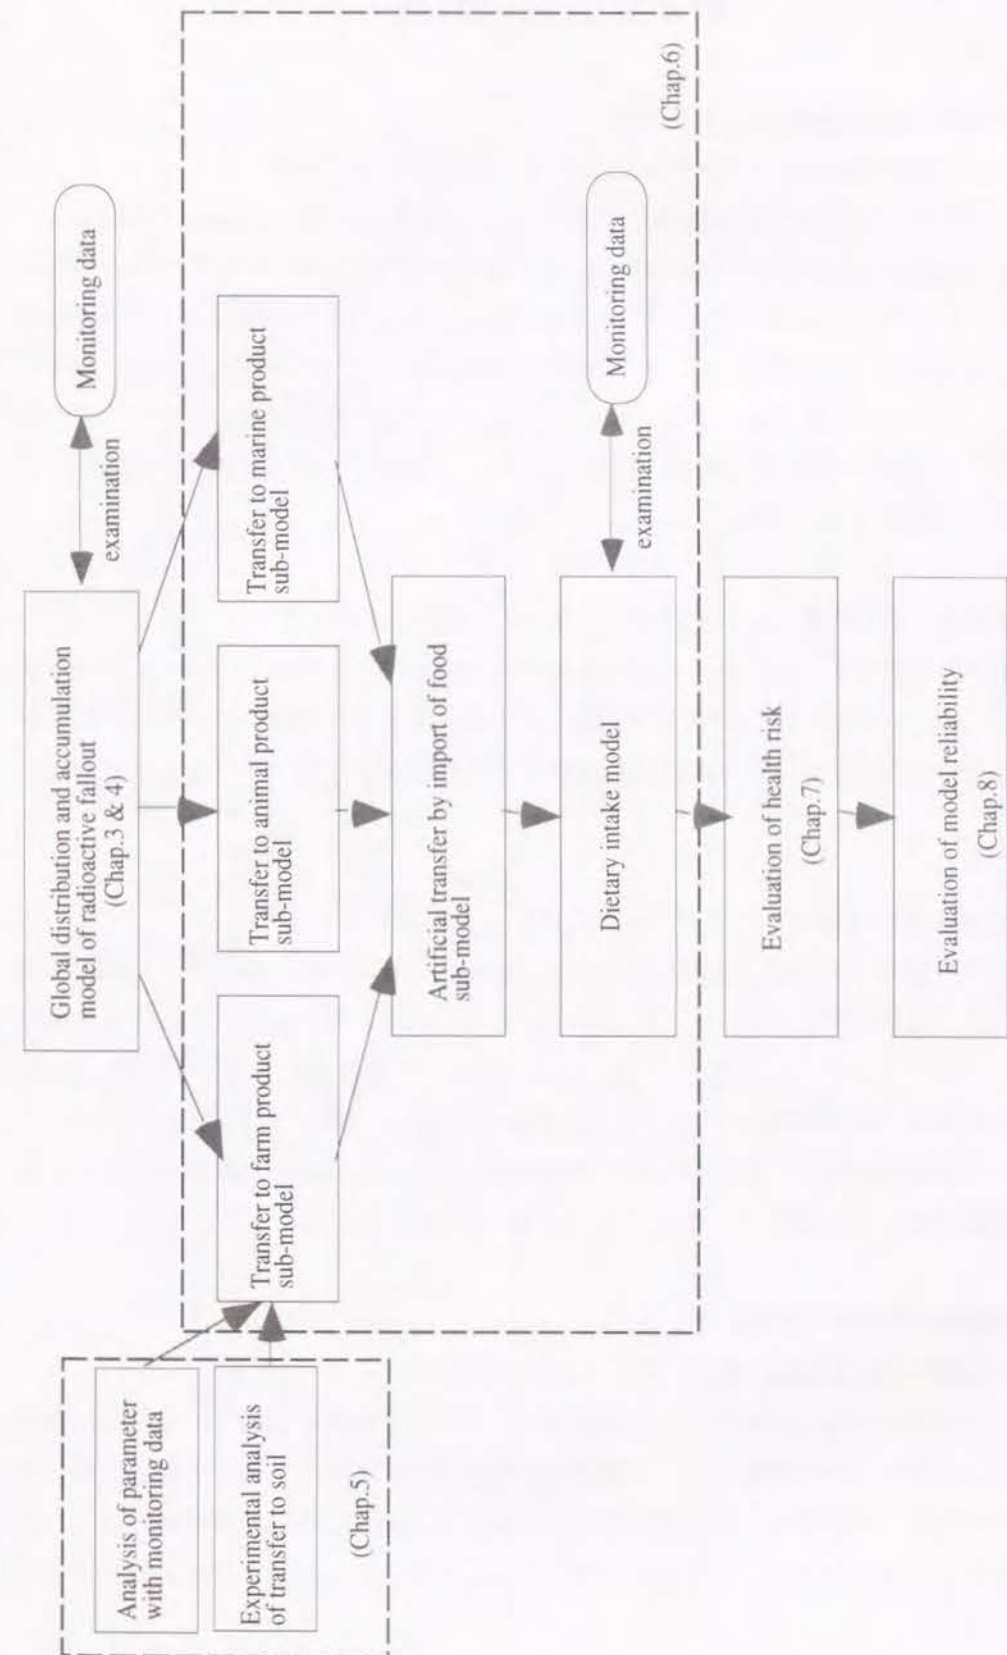 Global distribution and accumulation
model of radioactive fallout
(Chap.3 & 4)
examination
Monitoring data
Analysis of parameter
with monitoring data
Experimental analysis
of transfer to soil
(Chap.5)
Transfer to farm product
sub-model
Transfer to animal product
sub-model
Transfer to marine product
sub-model
Artificial transfer by import of food
sub-model
Dietary intake model
examination
Monitoring data
(Chap.6)
Evaluation of health risk
(Chap.7)
Evaluation of model reliability
(Chap.8)